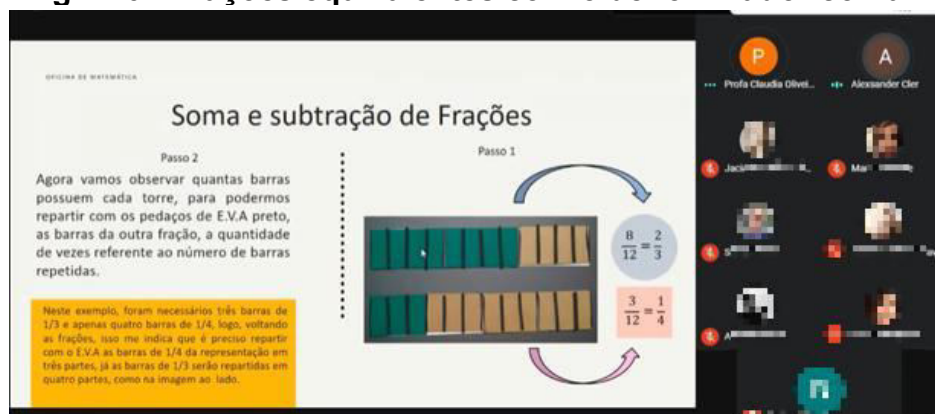 OFICINA DE MATEMÁTICA
Soma e subtração de Frações
Passo 2
Agora vamos observar quantas barras
possuem cada torre, para podermos
repartir com os pedaços de E.V.A preto,
as barras da outra fração, a quantidade
de vezes referente ao número de barras
repetidas.
Neste exemplo, foram necessários três barras de
1/3 e apenas quatro barras de 1/4, logo, voltando
as frações, isso me indica que é preciso repartir
com o E.V.A as barras de 1/4 da representação em
três partes, já as barras de 1/3 serão repartidas em
quatro partes, como na imagem ao lado.
Passo 1
8/12 = 2/3
3/12 = 1/4
P
Profa Claudia Olivei...
A
Alexsander Cler
Jaci
Mar
S
A
n